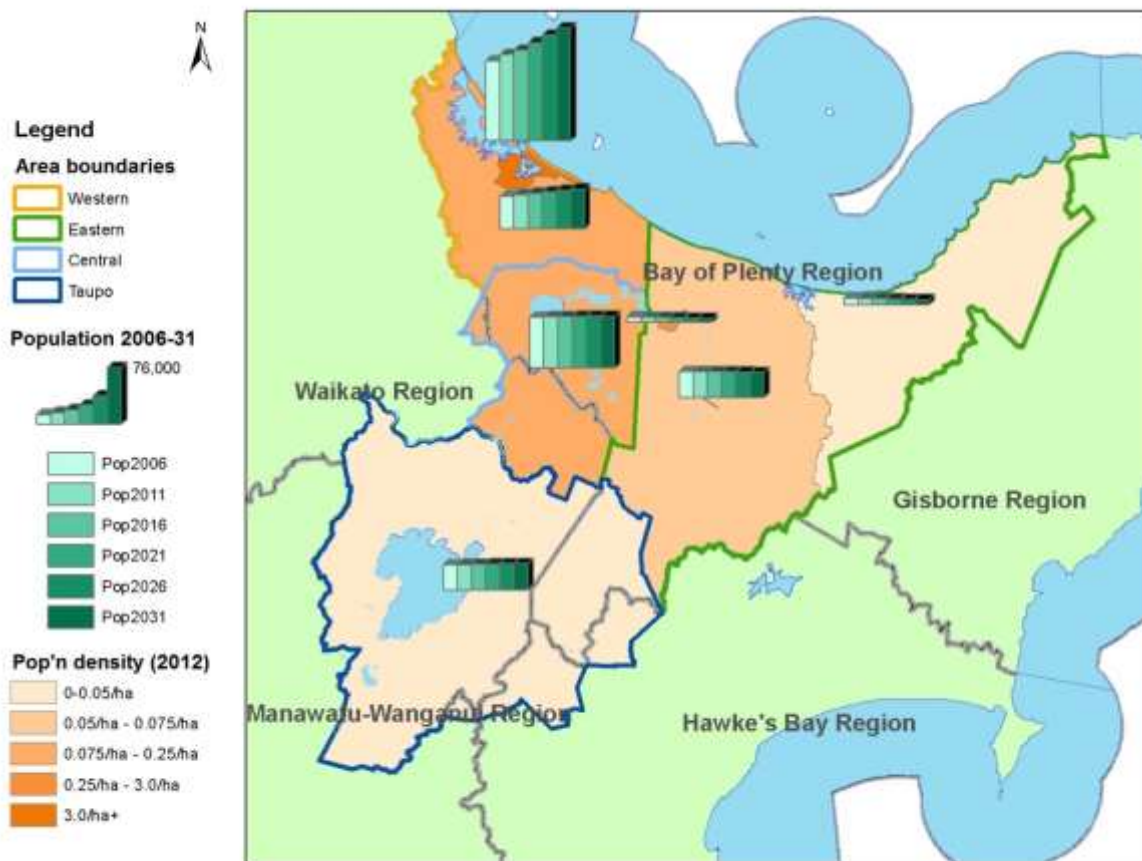 N
Legend
Area boundaries
Western
Eastern
Central
Taupo
Population 2006-31
76,000
Pop2006
Pop2011
Pop2016
Pop2021
Pop2026
Pop2031
Pop'n density (2012)
0-0.05/ha
0.05/ha - 0.075/ha
0.075/ha - 0.25/ha
0.25/ha - 3.0/ha
3.0/ha+
Bay of Plenty Region
Waikato Region
Gisborne Region
Manawatu-Wanganui Region
Hawke's Bay Region